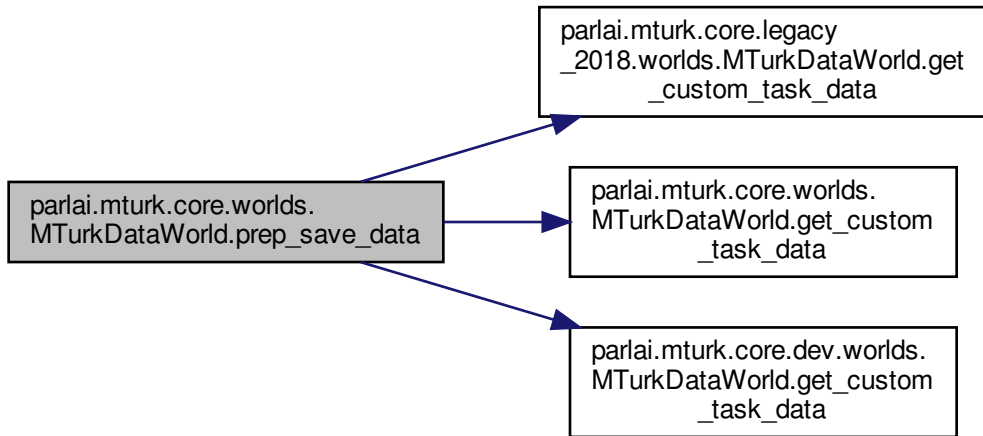 parlai.mturk.core.legacy
_2018.worlds.MTurkDataWorld.get
_custom_task_data
parlai.mturk.core.worlds.
MTurkDataWorld.prep_save_data
parlai.mturk.core.worlds.
MTurkDataWorld.get_custom
_task_data
parlai.mturk.core.dev.worlds.
MTurkDataWorld.get_custom
_task_data